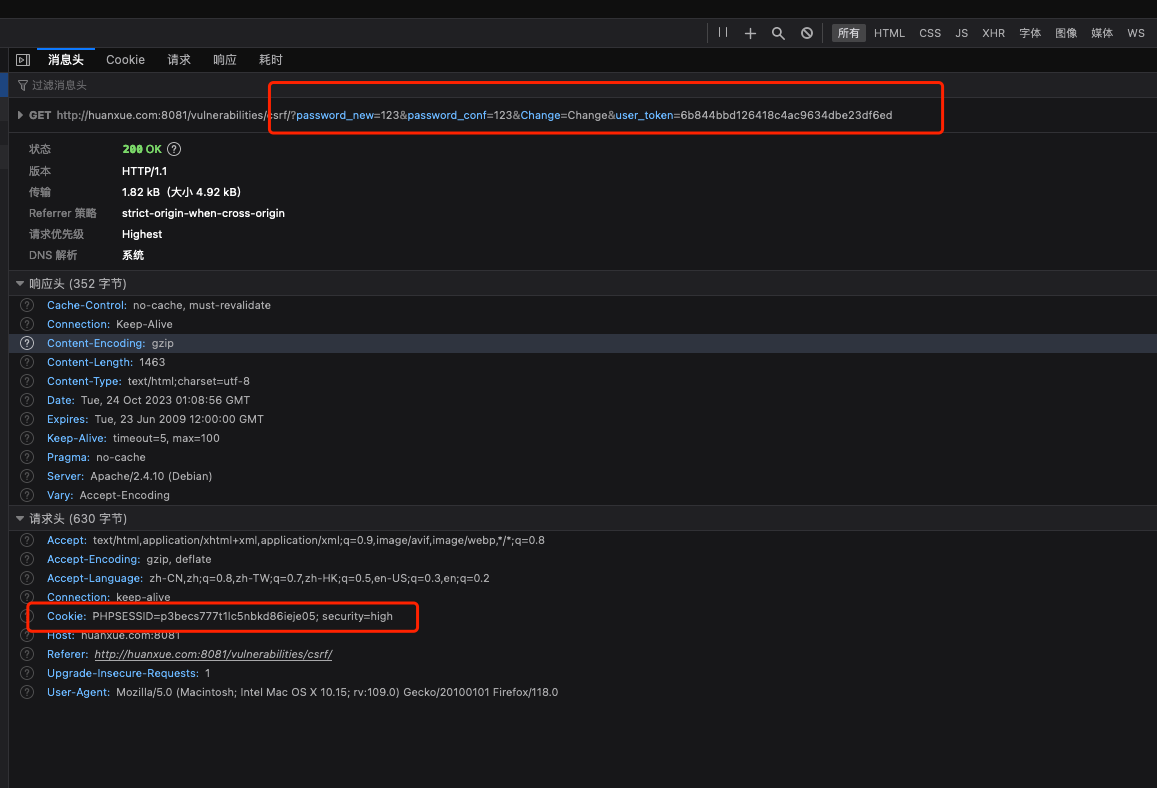 所有 HTML CSS JS XHR 字体 图像 媒体 WS
消息头 Cookie 请求 响应 耗时
过滤消息头
GET http://huanxue.com:8081/vulnerabilities/csrf/?password_new=123&password_conf=123&Change=Change&user_token=6b844bbd126418c4ac9634dbe23df6ed
状态 200 OK ?
版本 HTTP/1.1
传输 1.82 kB（大小 4.92 kB）
Referrer 策略 strict-origin-when-cross-origin
请求优先级 Highest
DNS 解析 系统
响应头 (352 字节)
? Cache-Control: no-cache, must-revalidate
? Connection: Keep-Alive
? Content-Encoding: gzip
? Content-Length: 1463
? Content-Type: text/html;charset=utf-8
? Date: Tue, 24 Oct 2023 01:08:56 GMT
? Expires: Tue, 23 Jun 2009 12:00:00 GMT
? Keep-Alive: timeout=5, max=100
? Pragma: no-cache
? Server: Apache/2.4.10 (Debian)
? Vary: Accept-Encoding
请求头 (630 字节)
? Accept: text/html,application/xhtml+xml,application/xml;q=0.9,image/avif,image/webp,*/*;q=0.8
? Accept-Encoding: gzip, deflate
? Accept-Language: zh-CN,zh;q=0.8,zh-TW;q=0.7,zh-HK;q=0.5,en-US;q=0.3,en;q=0.2
? Connection: keep-alive
? Cookie: PHPSESSID=p3becs777t1lc5nbkd86ieje05; security=high
? Host: huanxue.com:8081
? Referer: http://huanxue.com:8081/vulnerabilities/csrf/
? Upgrade-Insecure-Requests: 1
? User-Agent: Mozilla/5.0 (Macintosh; Intel Mac OS X 10.15; rv:109.0) Gecko/20100101 Firefox/118.0